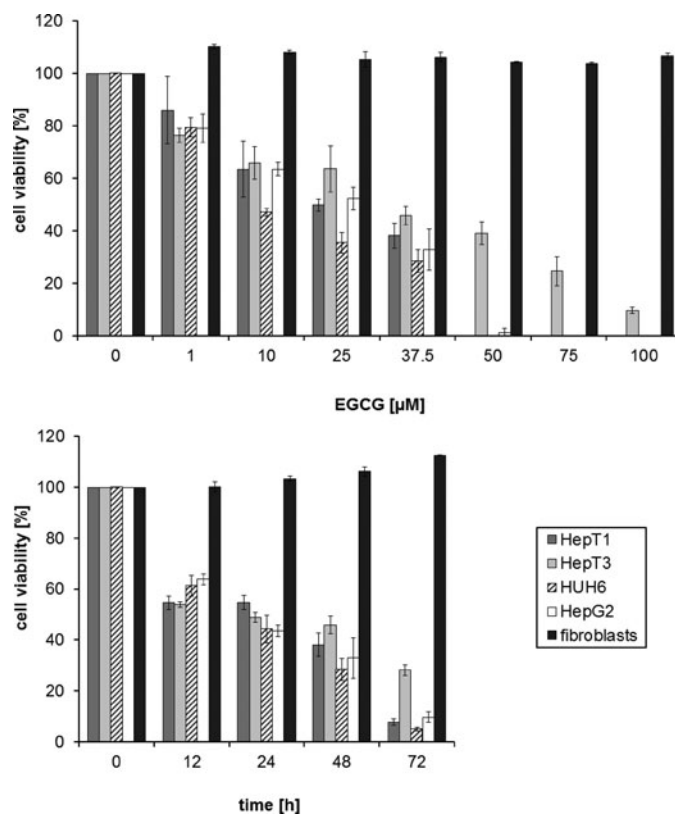 120
100
80
60
40
20
0
cell viability [%]
0 1 10 25 37.5 50 75 100
EGCG [µM]
120
100
80
60
40
20
0
cell viability [%]
0 12 24 48 72
time [h]
HepT1
HepT3
HUH6
HepG2
fibroblasts